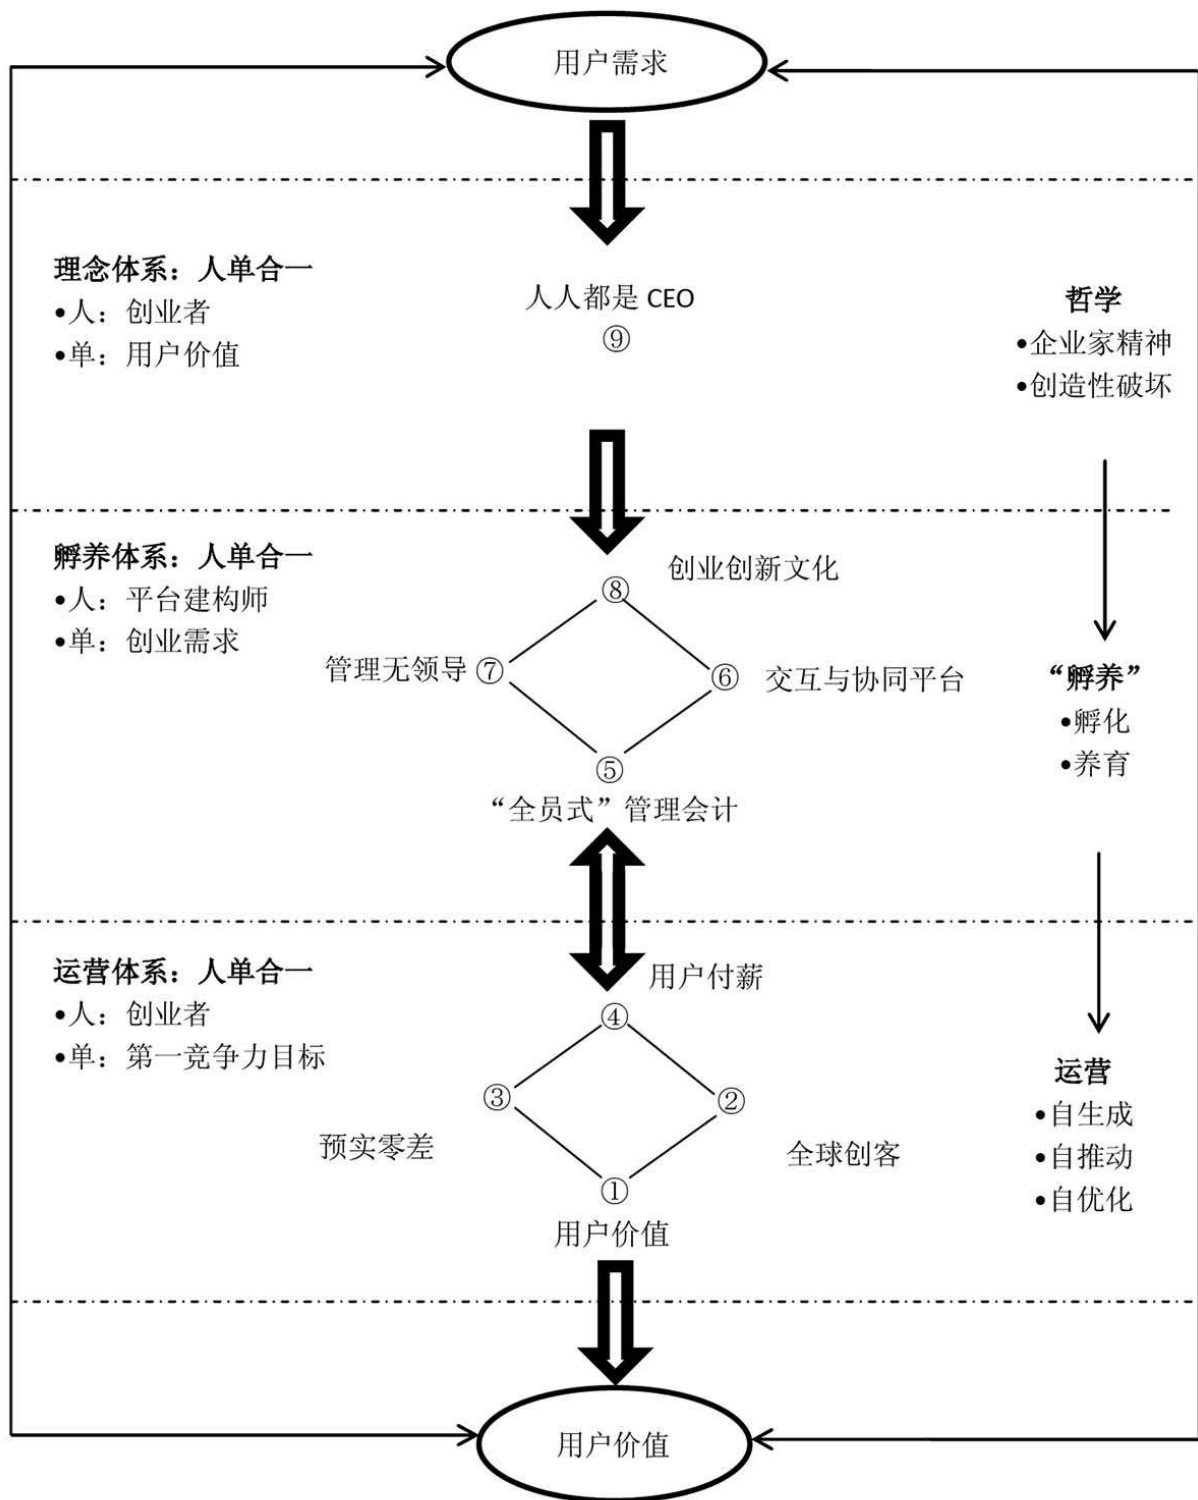 用户需求
理念体系：人单合一
•人：创业者
•单：用户价值
人人都是 CEO
⑨
哲学
•企业家精神
•创造性破坏
孵养体系：人单合一
•人：平台建构师
•单：创业需求
创业创新文化
⑧
管理无领导 ⑦
⑥ 交互与协同平台
⑤
“全员式”管理会计
“孵养”
•孵化
•养育
运营体系：人单合一
•人：创业者
•单：第一竞争力目标
用户付薪
④
③
②
预实零差
全球创客
①
用户价值
运营
•自生成
•自推动
•自优化
用户价值